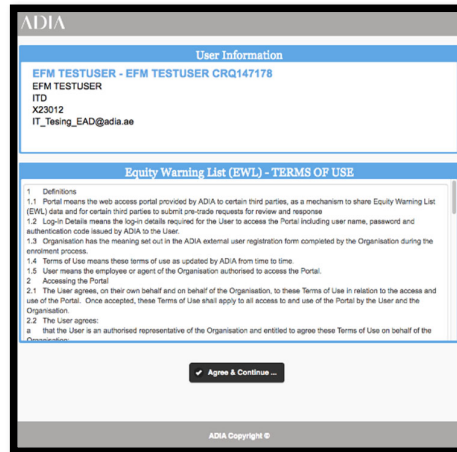 ADIA
User Information
EFM TESTUSER - EFM TESTUSER CRQ147178
EFM TESTUSER
ITD
X23012
IT_Tesing_EAD@adia.ae
Equity Warning List (EWL) - TERMS OF USE
1 Definitions
1.1 Portal means the web access portal provided by ADIA to certain third parties, as a mechanism to share Equity Warning List
(EWL) data and for certain third parties to submit pre-trade requests for review and response
1.2 Log-in Details means the log-in details required for the User to access the Portal including user name, password and
authentication code issued by ADIA to the User.
1.3 Organisation has the meaning set out in the ADIA external user registration form completed by the Organisation during the
enrolment process.
1.4 Terms of Use means these terms of use as updated by ADIA from time to time.
1.5 User means the employee or agent of the Organisation authorised to access the Portal.
2 Accessing the Portal
2.1 The User agrees, on their own behalf and on behalf of the Organisation, to these Terms of Use in relation to the access and
use of the Portal. Once accepted, these Terms of Use shall apply to all access to and use of the Portal by the User and the
Organisation.
2.2 The User agrees:
a that the User is an authorised representative of the Organisation and entitled to agree these Terms of Use on behalf of the
Organisation;
Agree & Continue ...
ADIA Copyright ©